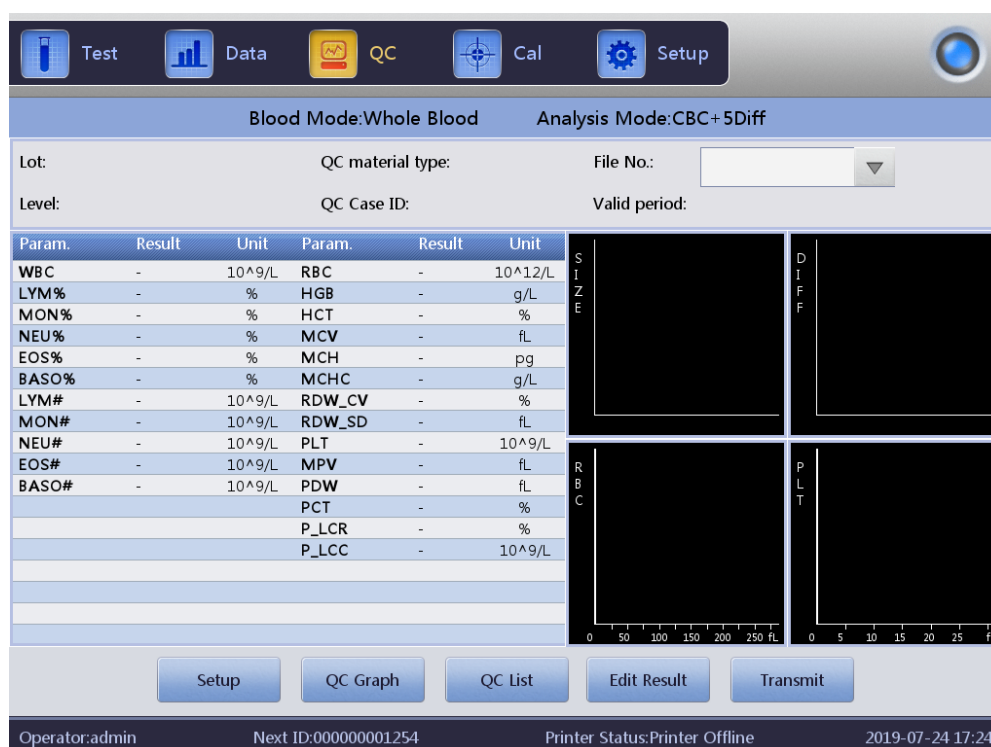 Test Data QC Cal Setup
Blood Mode:Whole Blood Analysis Mode:CBC+5Diff
Lot: QC material type: File No.:
Level: QC Case ID: Valid period:
Param. Result Unit Param. Result Unit
WBC - 10^9/L RBC - 10^12/L
LYM% - % HGB - g/L
MON% - % HCT - %
NEU% - % MCV - fL
EOS% - % MCH - pg
BASO% - % MCHC - g/L
LYM# - 10^9/L RDW_CV - %
MON# - 10^9/L RDW_SD - fL
NEU# - 10^9/L PLT - 10^9/L
EOS# - 10^9/L MPV - fL
BASO# - 10^9/L PDW - fL
PCT - %
P_LCR - %
P_LCC - 10^9/L
SIZE
DIFF
RBC
0 50 100 150 200 250 fL
PLT
0 5 10 15 20 25 f
Setup QC Graph QC List Edit Result Transmit
Operator:admin Next ID:000000001254 Printer Status:Printer Offline 2019-07-24 17:24